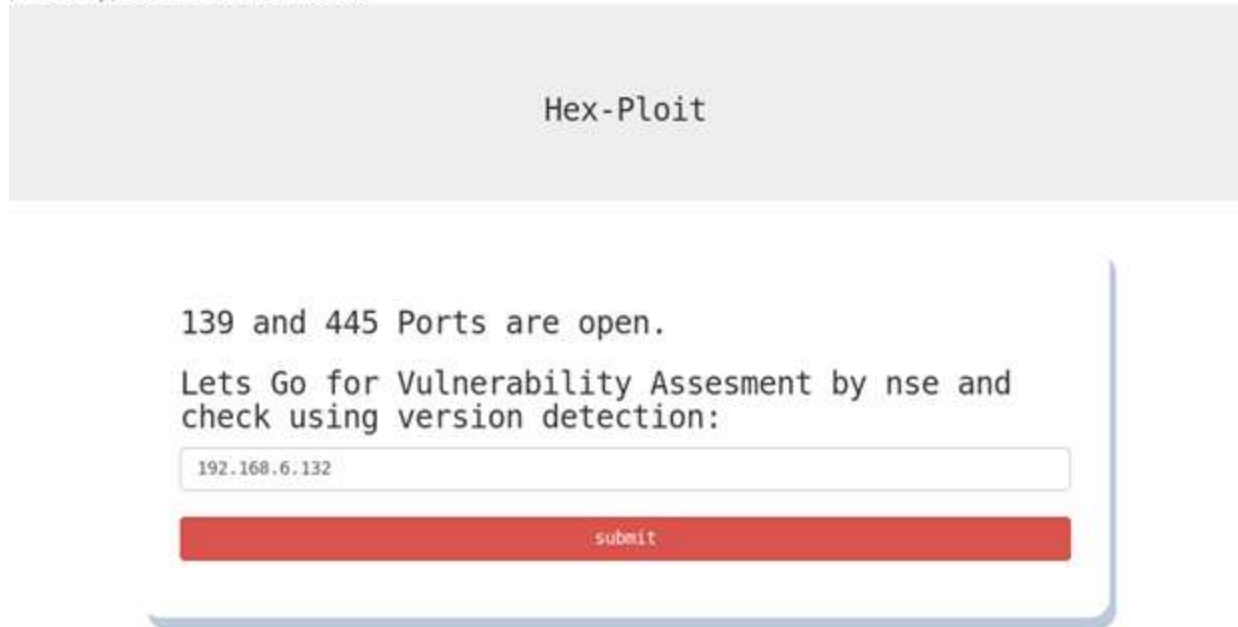 Hex-Ploit
139 and 445 Ports are open.
Lets Go for Vulnerability Assesment by nse and
check using version detection:
192.168.6.132
submit